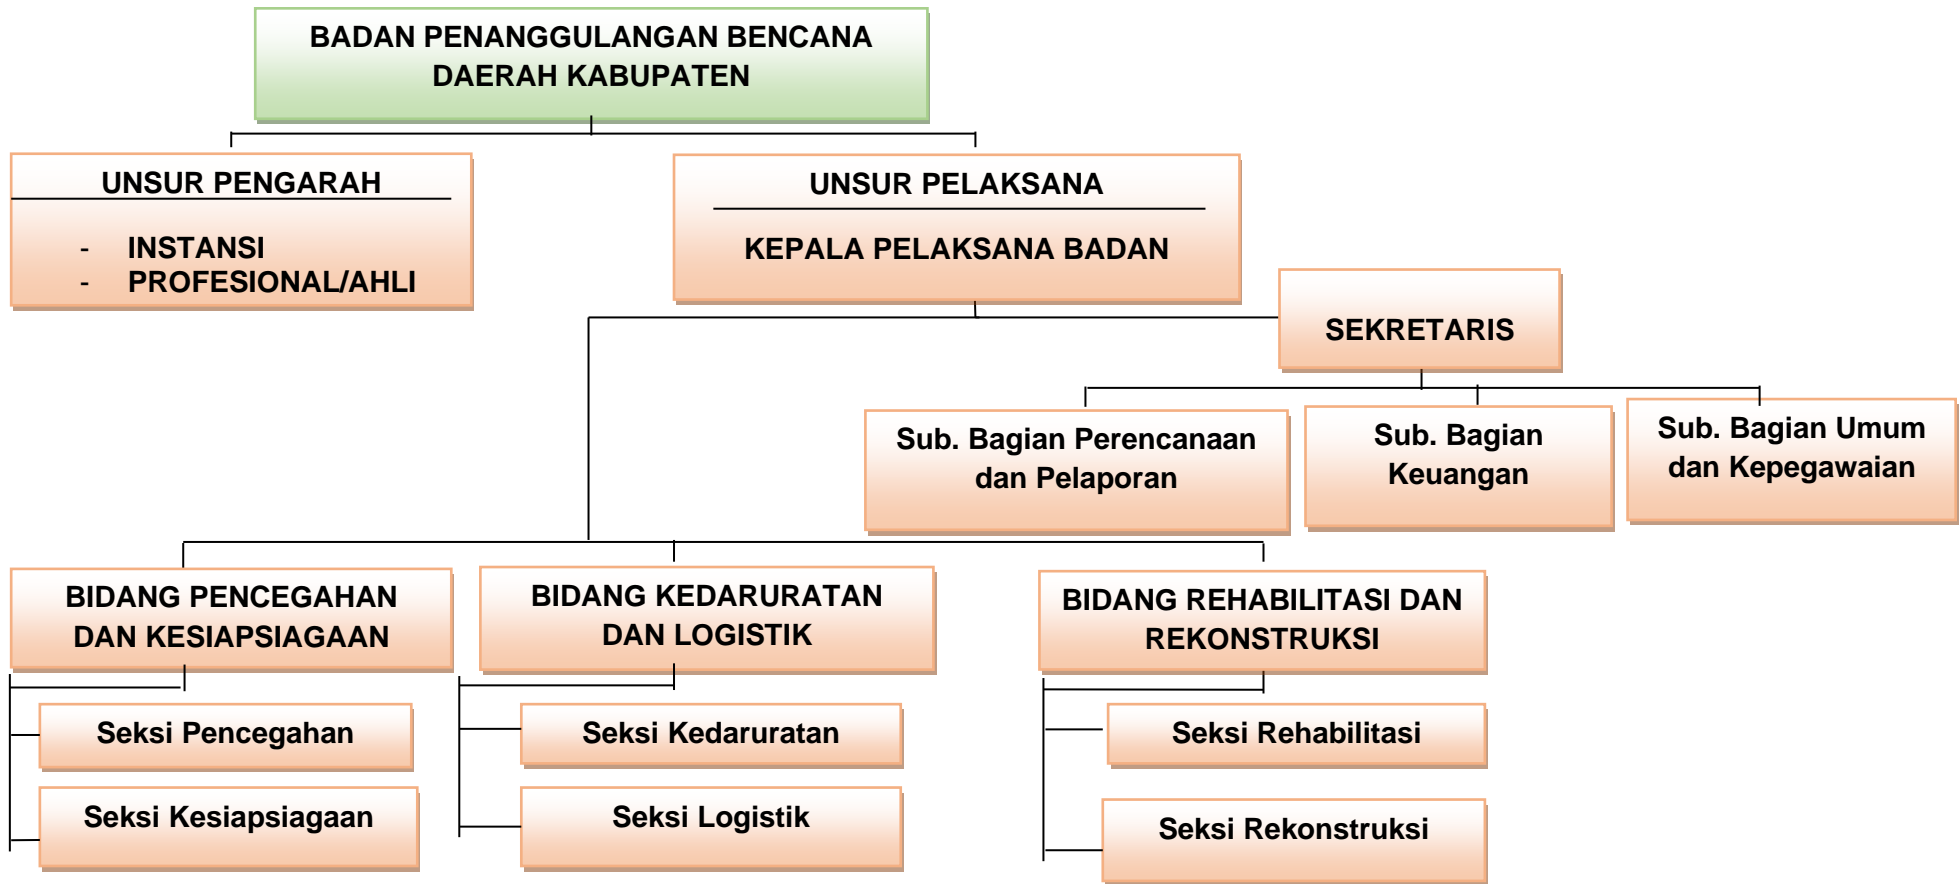 BADAN PENANGGULANGAN BENCANA
DAERAH KABUPATEN
UNSUR PENGARAH
- INSTANSI
- PROFESIONAL/AHLI
UNSUR PELAKSANA
KEPALA PELAKSANA BADAN
SEKRETARIS
Sub. Bagian Perencanaan
dan Pelaporan
Sub. Bagian
Keuangan
Sub. Bagian Umum
dan Kepegawaian
BIDANG PENCEGAHAN
DAN KESIAPSIAGAAN
BIDANG KEDARURATAN
DAN LOGISTIK
BIDANG REHABILITASI DAN
REKONSTRUKSI
Seksi Pencegahan
Seksi Kesiapsiagaan
Seksi Kedaruratan
Seksi Logistik
Seksi Rehabilitasi
Seksi Rekonstruksi